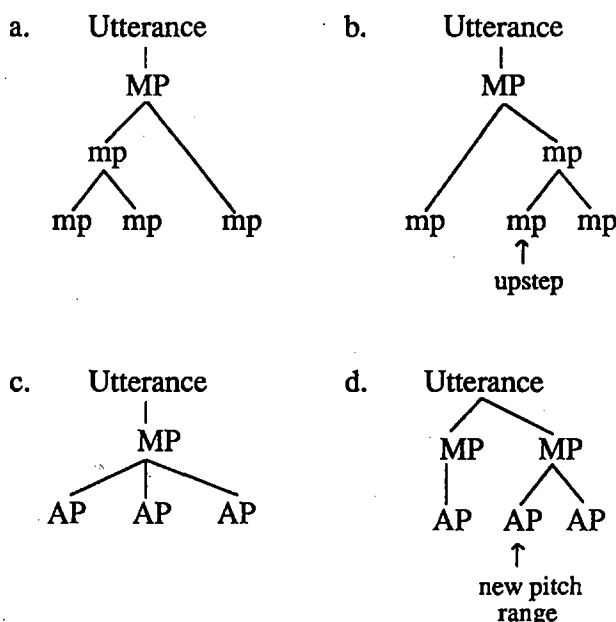 a. Utterance
MP
mp
mp mp mp
b. Utterance
MP
mp
mp mp mp
↑
upstep
c. Utterance
MP
AP AP AP
d. Utterance
MP MP
AP AP AP
↑
new pitch
range